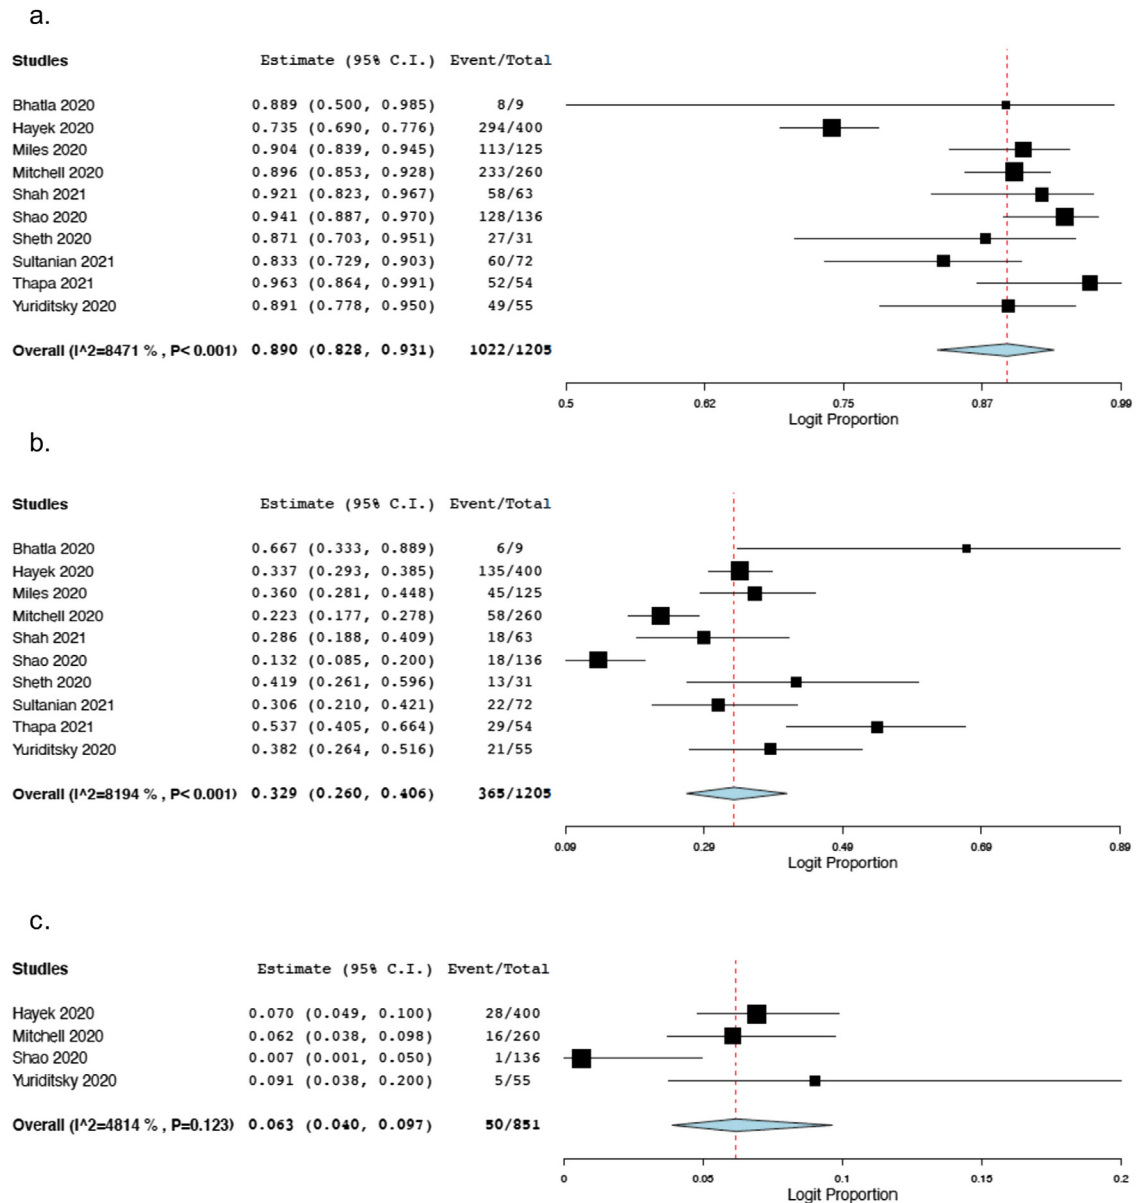 a.
Studies Estimate (95% C.I.) Event/Total
Bhatla 2020 0.889 (0.500, 0.985) 8/9
Hayek 2020 0.735 (0.690, 0.776) 294/400
Miles 2020 0.904 (0.839, 0.945) 113/125
Mitchell 2020 0.896 (0.853, 0.928) 233/260
Shah 2021 0.921 (0.823, 0.967) 58/63
Shao 2020 0.941 (0.887, 0.970) 128/136
Sheth 2020 0.871 (0.703, 0.951) 27/31
Sultanian 2021 0.833 (0.729, 0.903) 60/72
Thapa 2021 0.963 (0.864, 0.991) 52/54
Yuriditsky 2020 0.891 (0.778, 0.950) 49/55
Overall (I^2=8471 % , P< 0.001) 0.890 (0.828, 0.931) 1022/1205
0.5 0.62 0.75 0.87 0.99
Logit Proportion
b.
Studies Estimate (95% C.I.) Event/Total
Bhatla 2020 0.667 (0.333, 0.889) 6/9
Hayek 2020 0.337 (0.293, 0.385) 135/400
Miles 2020 0.360 (0.281, 0.448) 45/125
Mitchell 2020 0.223 (0.177, 0.278) 58/260
Shah 2021 0.286 (0.188, 0.409) 18/63
Shao 2020 0.132 (0.085, 0.200) 18/136
Sheth 2020 0.419 (0.261, 0.596) 13/31
Sultanian 2021 0.306 (0.210, 0.421) 22/72
Thapa 2021 0.537 (0.405, 0.664) 29/54
Yuriditsky 2020 0.382 (0.264, 0.516) 21/55
Overall (I^2=8194 % , P< 0.001) 0.329 (0.260, 0.406) 365/1205
0.09 0.29 0.49 0.69 0.89
Logit Proportion
c.
Studies Estimate (95% C.I.) Event/Total
Hayek 2020 0.070 (0.049, 0.100) 28/400
Mitchell 2020 0.062 (0.038, 0.098) 16/260
Shao 2020 0.007 (0.001, 0.050) 1/136
Yuriditsky 2020 0.091 (0.038, 0.200) 5/55
Overall (I^2=4814 % , P=0.123) 0.063 (0.040, 0.097) 50/851
0 0.05 0.1 0.15 0.2
Logit Proportion